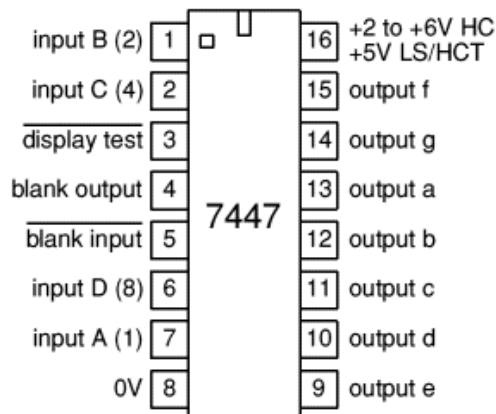 input B (2) 1
input C (4) 2
display test 3
blank output 4
blank input 5
input D (8) 6
input A (1) 7
0V 8
7447
16 +2 to +6V HC
+5V LS/HCT
15 output f
14 output g
13 output a
12 output b
11 output c
10 output d
9 output e